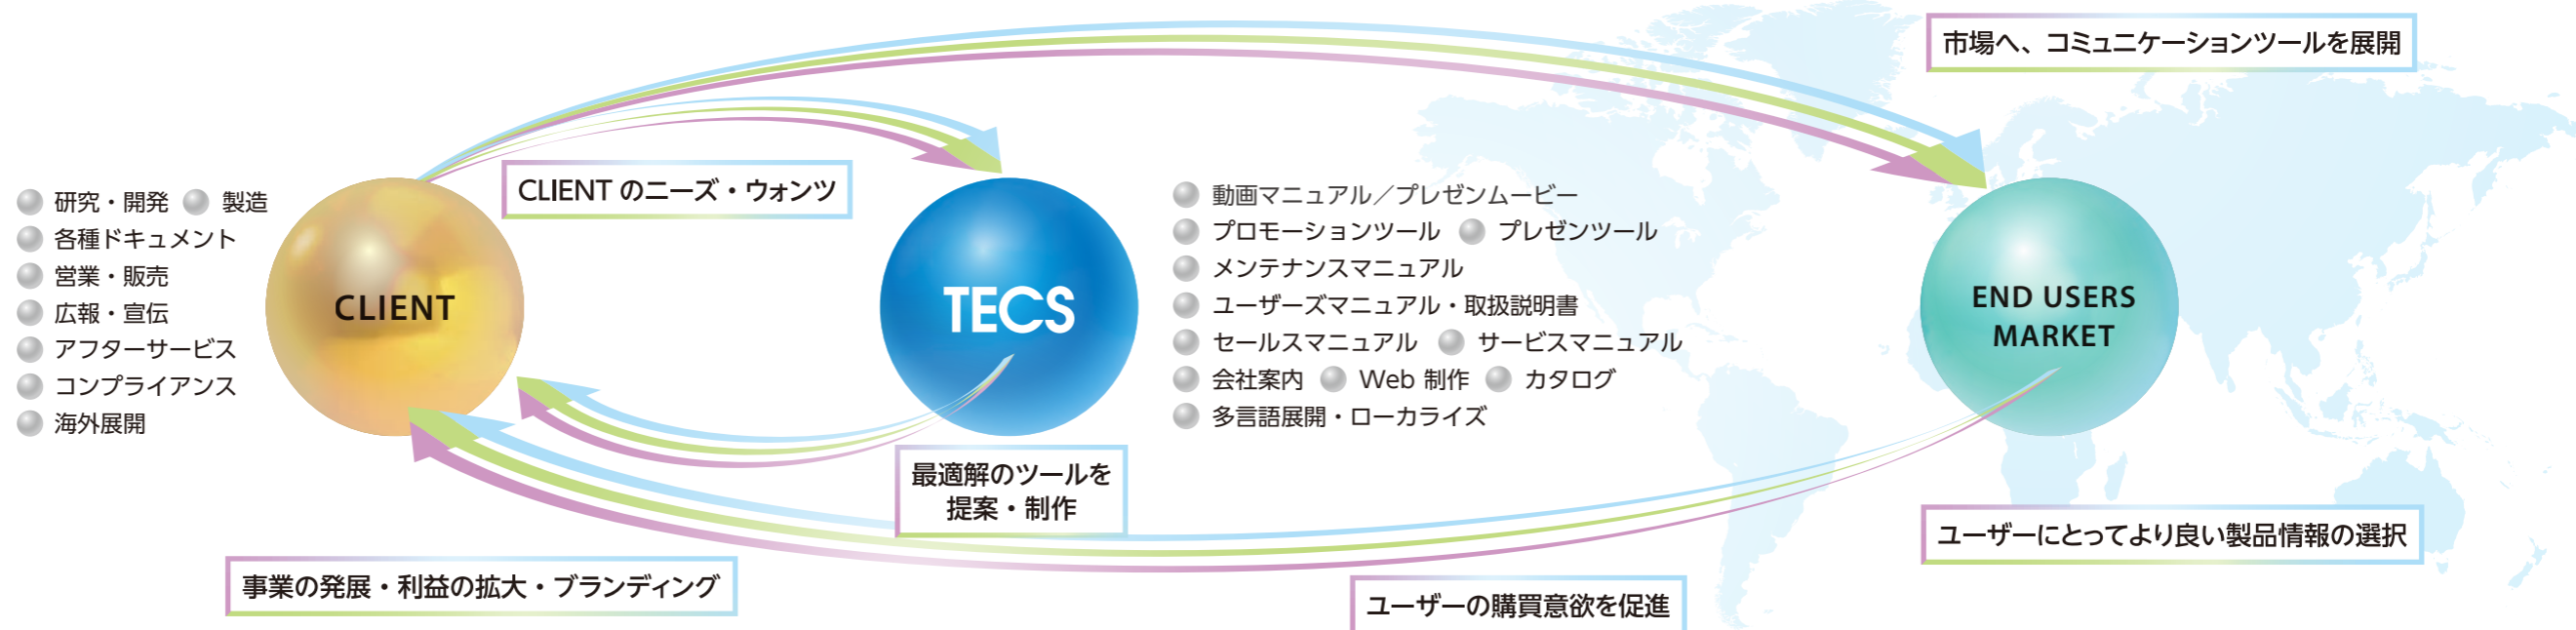 市場へ、コミュニケーションツールを展開
CLIENT のニーズ・ウォンツ
研究・開発 製造
各種ドキュメント
営業・販売
広報・宣伝
アフターサービス
コンプライアンス
海外展開
CLIENT
TECS
動画マニュアル／プレゼンムービー
プロモーションツール プレゼンツール
メンテナンスマニュアル
ユーザーズマニュアル・取扱説明書
セールスマニュアル サービスマニュアル
会社案内 Web 制作 カタログ
多言語展開・ローカライズ
END USERS
MARKET
最適解のツールを
提案・制作
ユーザーにとってより良い製品情報の選択
事業の発展・利益の拡大・ブランディング
ユーザーの購買意欲を促進